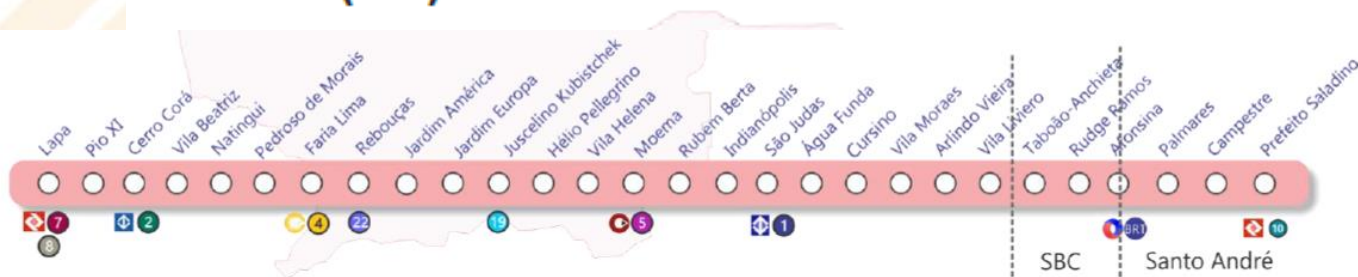 Lapa
Pio XI
Cerro Corá
Vila Beatriz
Natingui
Pedroso de Morais
Faria Lima
Rebouças
Jardim América
Jardim Europa
Juscelino Kubistchek
Hélio Pellegrino
Vila Helena
Moema
Rubém Berta
Indianópolis
São Judas
Água Funda
Cursino
Vila Moraes
Arlindo Vieira
Vila Liviero
Taboão-Anchieta
Rudge Ramos
Afonsina
Palmares
Campestre
Prefeito Saladino
7 2 4 22 19 5 1 BRT 10
8
SBC Santo André